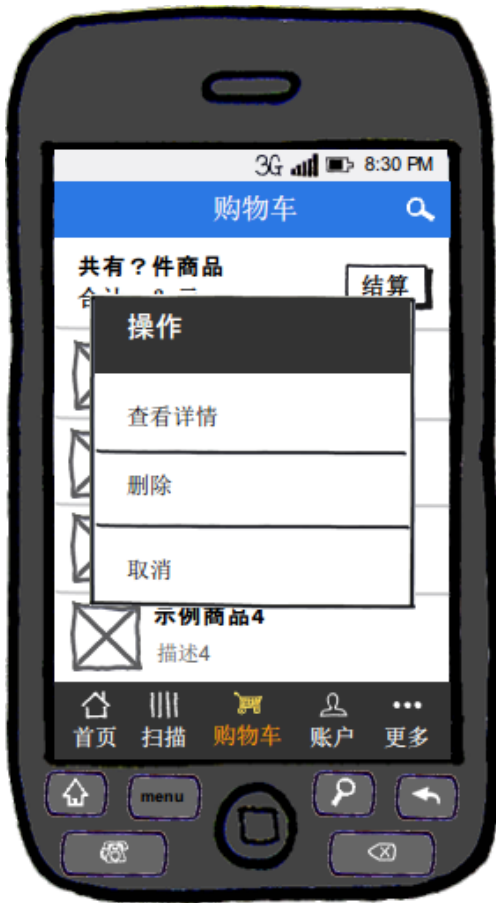 3G 8:30 PM
购物车
共有？件商品
结算
操作
查看详情
删除
取消
示例商品4
描述4
首页 扫描 购物车 账户 更多
menu